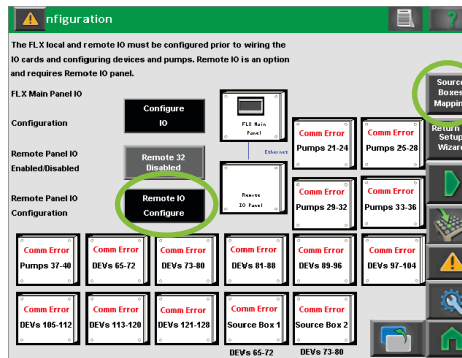 nfiguration
?
The FLX local and remote IO must be configured prior to wiring the
IO cards and configuring devices and pumps. Remote IO is an option
and requires Remote IO panel.
FLX Main Panel IO
Configuration
Configure
IO
FLX Main
Panel
Ethernet
Source
Boxes
Mappin
Return
Setup
Wizar
Comm Error
Pumps 21-24
Comm Error
Pumps 25-28
Remote Panel IO
Enabled/Disabled
Remote 32
Disabled
Remote Panel IO
Configuration
Remote IO
Configure
Remote
IO Panel
Comm Error
Pumps 29-32
Comm Error
Pumps 33-36
Comm Error
Pumps 37-40
Comm Error
DEVs 65-72
Comm Error
DEVs 73-80
Comm Error
DEVs 81-88
Comm Error
DEVs 89-96
Comm Error
DEVs 97-104
Comm Error
DEVs 105-112
Comm Error
DEVs 113-120
Comm Error
DEVs 121-128
Comm Error
Source Box 1
Comm Error
Source Box 2
DEVs 65-72
DEVs 73-80